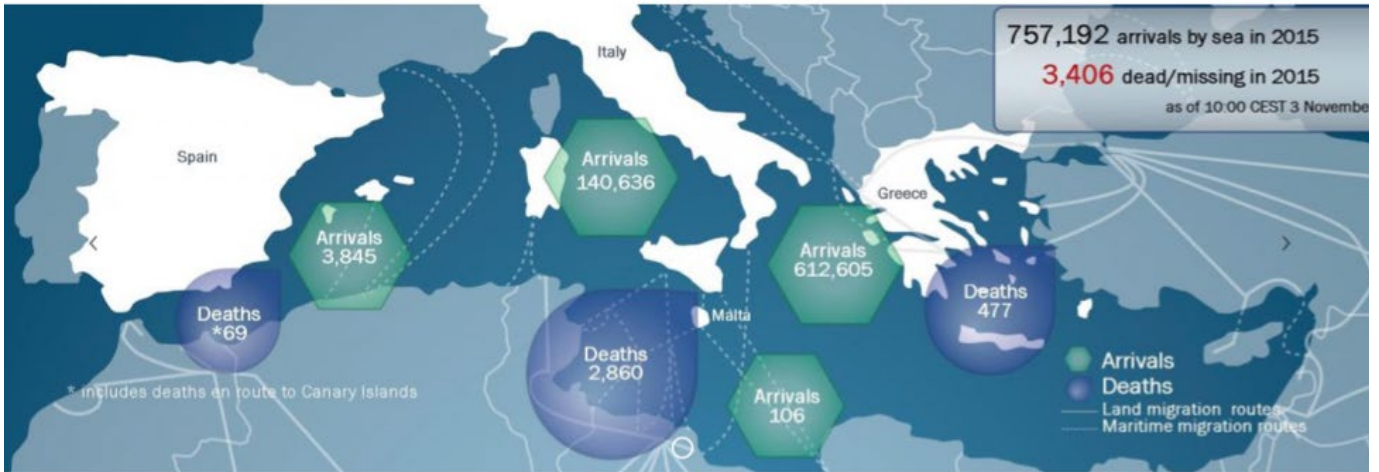 757,192 arrivals by sea in 2015
3,406 dead/missing in 2015
as of 10:00 CEST 3 Novembe
Italy
Spain
Arrivals
140,636
Greece
Arrivals
3,845
Arrivals
612,605
Deaths
*69
Deaths
477
Malta
Deaths
2,860
Arrivals
106
* includes deaths en route to Canary Islands
Arrivals
Deaths
Land migration routes
Maritime migration routes